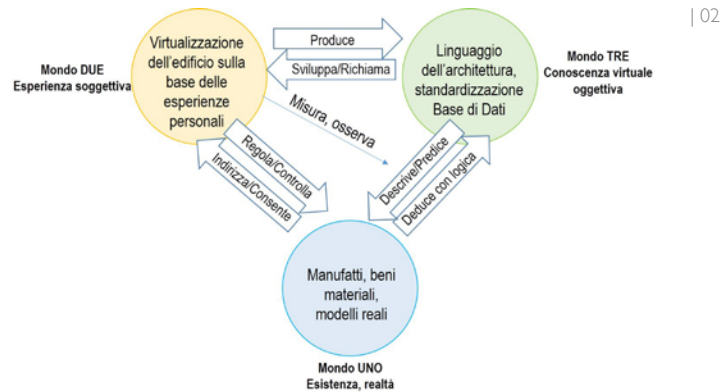 | 02
Virtualizzazione
dell'edificio sulla
base delle
esperienze
personali
Mondo DUE
Esperienza soggettiva
Produce
Sviluppa/Richiama
Linguaggio
dell'architettura,
standardizzazione
Base di Dati
Mondo TRE
Conoscenza virtuale
oggettiva
Misura, osserva
Regola/Controlla
Indirizza/Consente
Descrive/Predice
Deduce con logica
Manufatti, beni
materiali,
modelli reali
Mondo UNO
Esistenza, realtà